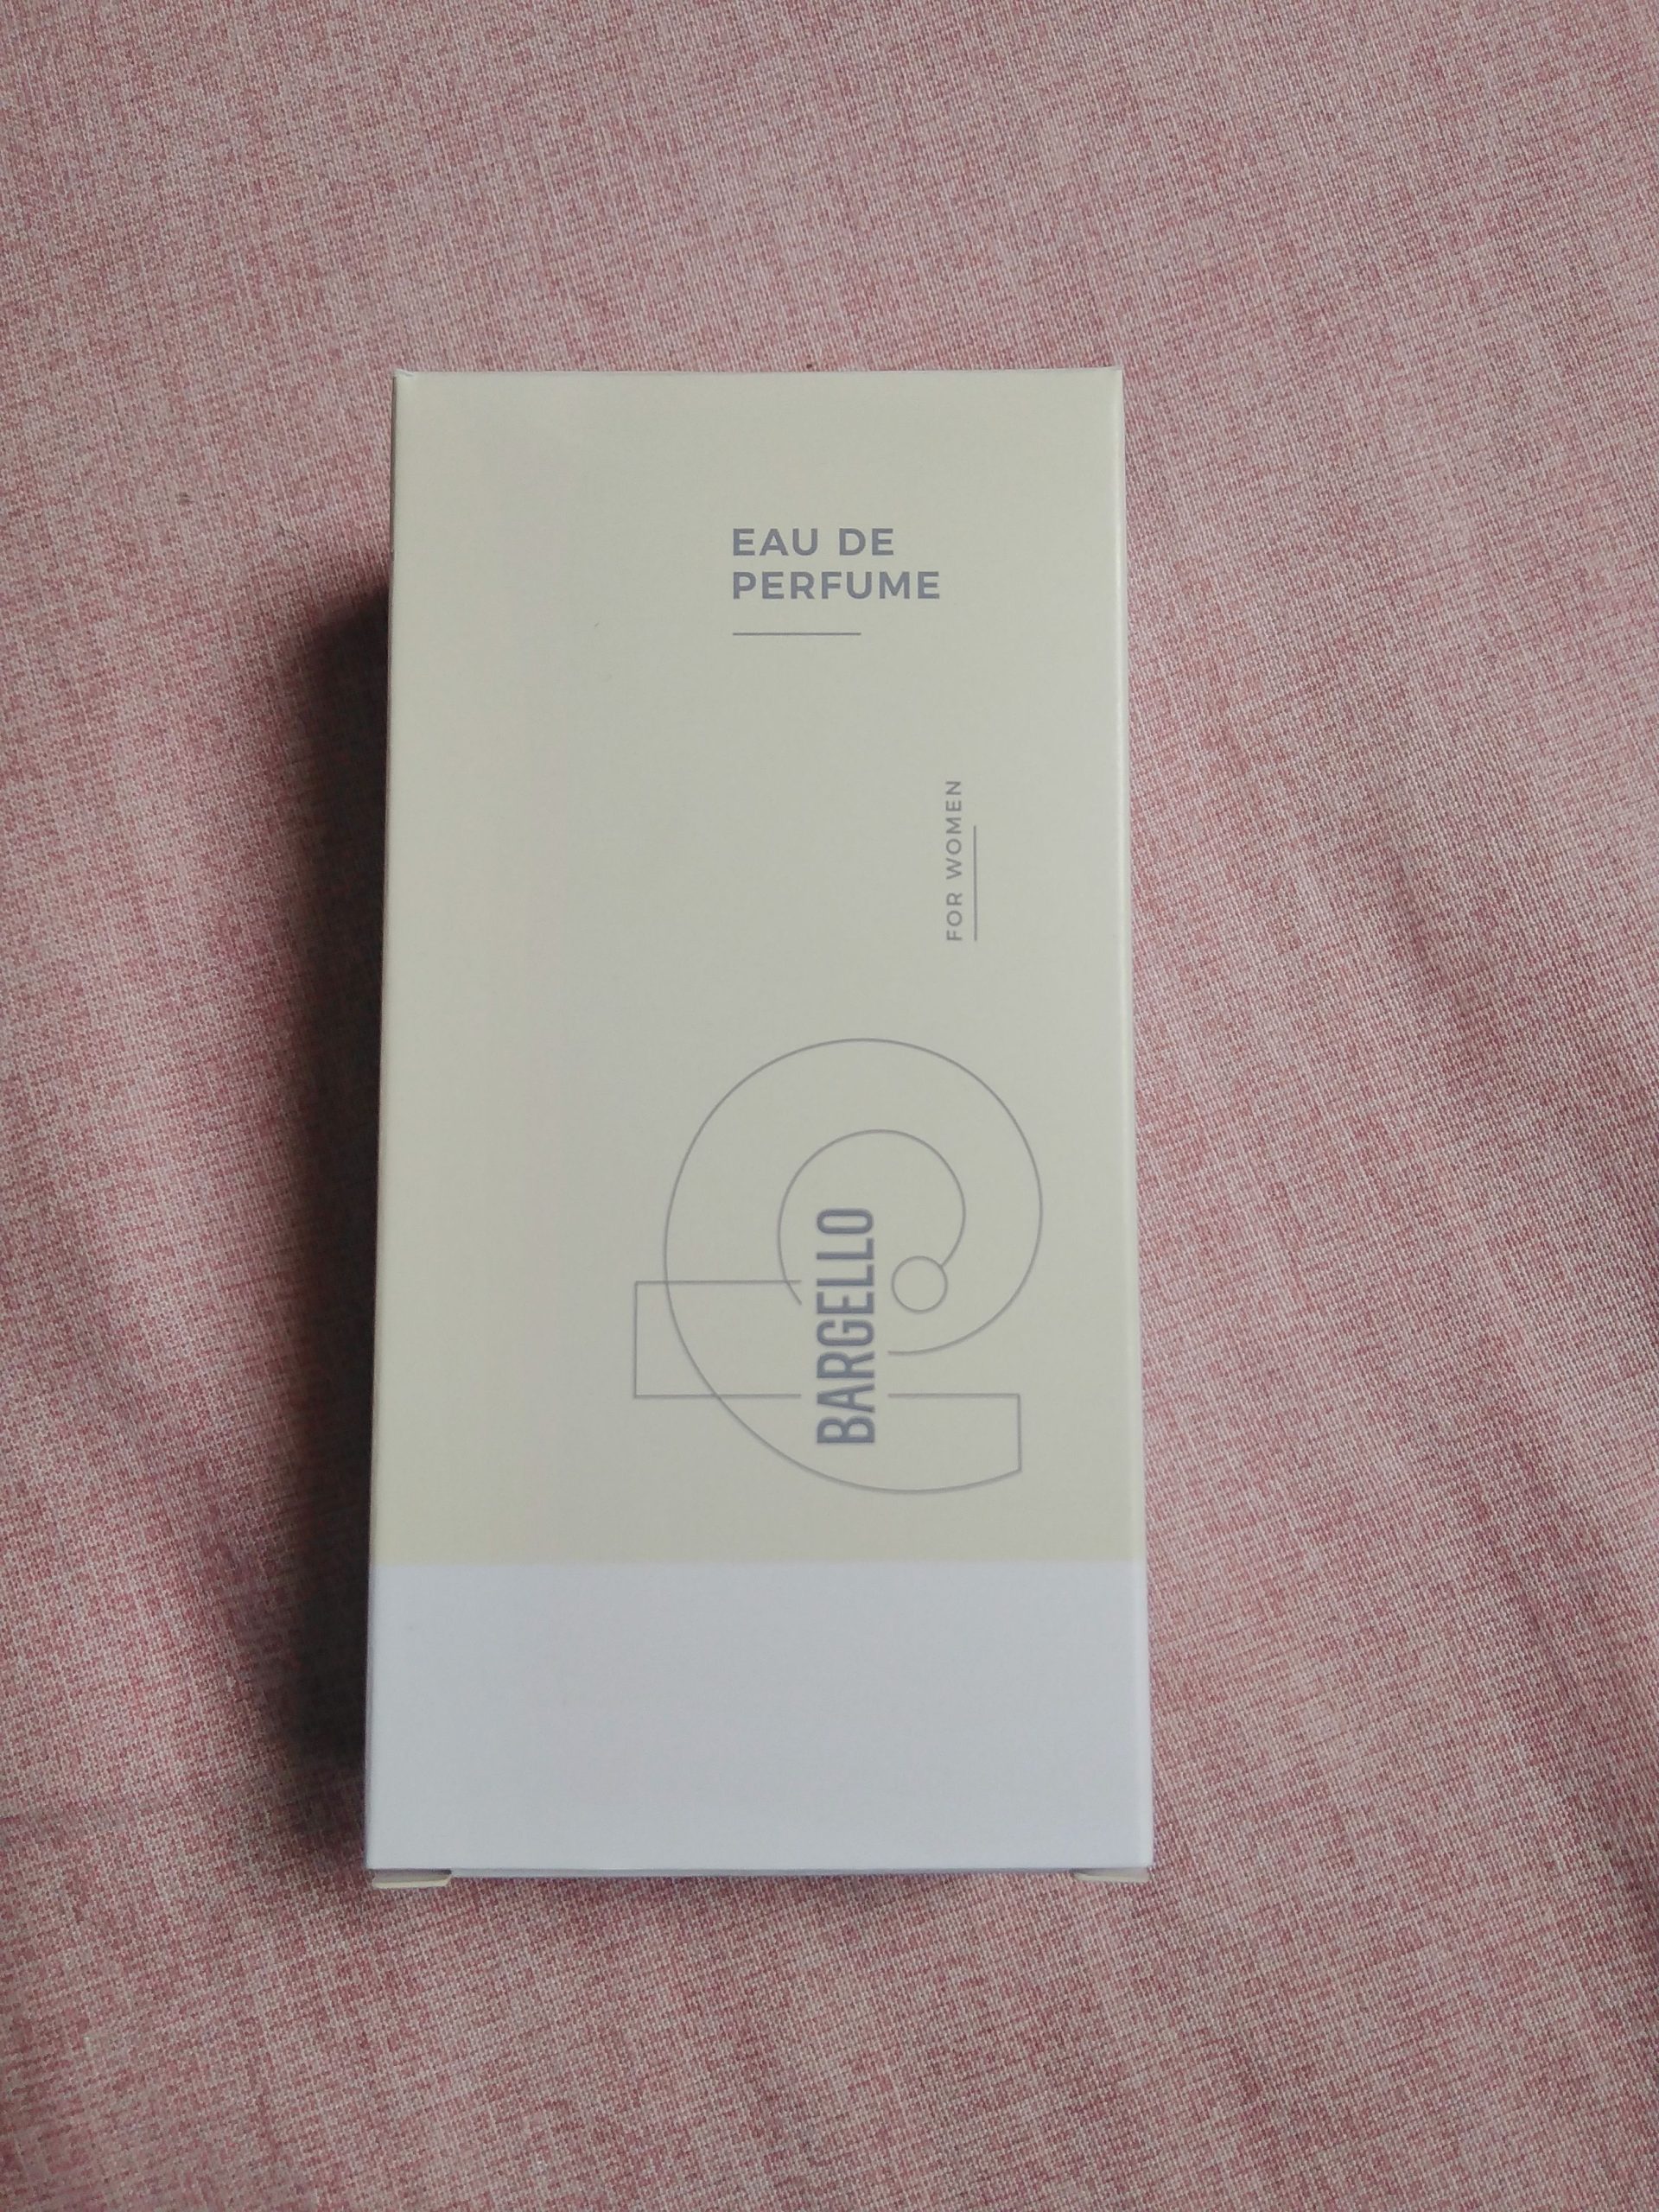 EAU DE
PERFUME
FOR WOMEN
BARGELLO